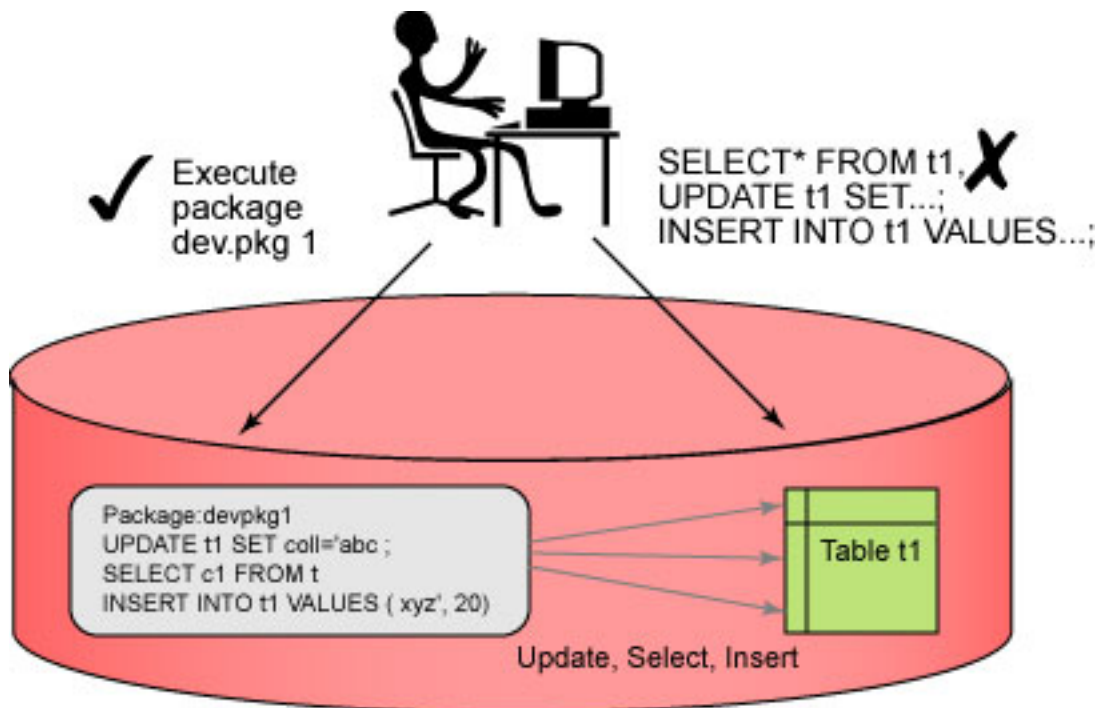 Execute
package
dev.pkg 1
SELECT* FROM t1,
UPDATE t1 SET...;
INSERT INTO t1 VALUES...;
Package:devpkg1
UPDATE t1 SET coll='abc ;
SELECT c1 FROM t
INSERT INTO t1 VALUES ( xyz', 20)
Table t1
Update, Select, Insert